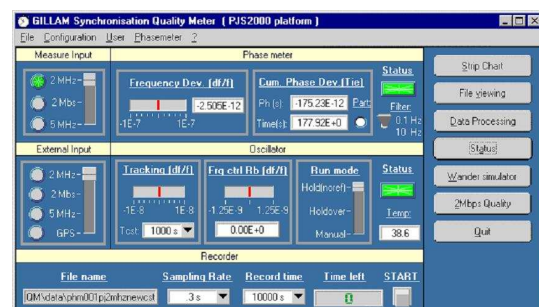 GILLAM Synchronisation Quality Meter ( PJS2000 platform )
File Configuration User Phasemeter ?
Measure Input
2 MHz-
2 Mbs-
5 MHz-
Phase meter
Frequency Dev. [df/f]
-2.505E-12
-1E-7 1E-7
Cum. Phase Dev.[Tie]
Ph (s): -175.23E-12 Fart:
Time(s): 177.92E+0
Status
Filter:
0.1 Hz
10 Hz
External Input
2 MHz-
2 Mbs-
5 MHz-
GPS-
Oscillator
Tracking [df/f]
-1E-8 1E-8
Tcst: 1000 s
Frq ctrl Rb [df/f]
-1.25E-9 1.25E-9
0.00E+0
Run mode
Hold(noref)-
Holdover-
Manual-
Status
Temp:
38.6
Recorder
File name
QM\data\phm001pj2mhznewcst
Sampling Rate
.3 s
Record time
10000 s
Time left
0
START
Strip Chart
File viewing
Data Processing
Status
Wander simulator
2Mbps Quality
Quit